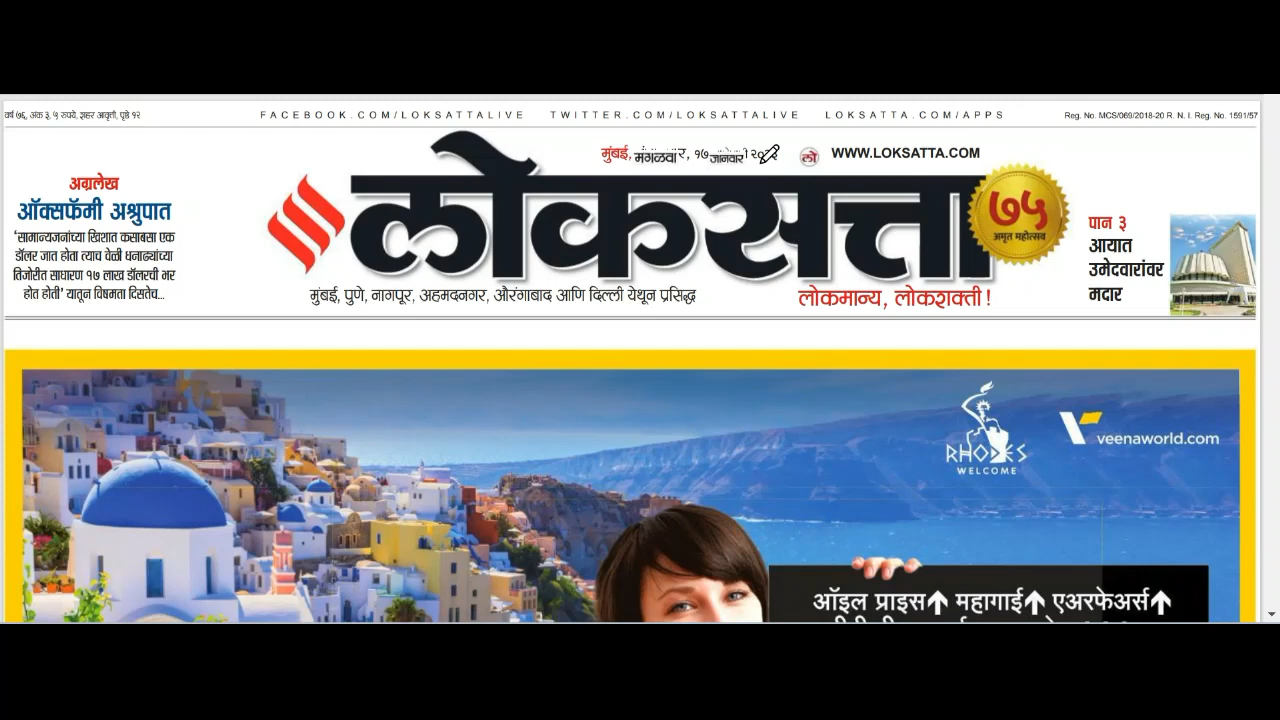 वर्ष ७६, अंक ३, ५ रुपये, शहर आवृत्ती, पृष्ठे १२
FACEBOOK.COM/LOKSATTALIVE TWITTER.COM/LOKSATTALIVE LOKSATTA.COM/APPS
Reg. No. MCS/069/2018-20 R. N. I. Reg. No. 1591/57
मुंबई, १७ जानेवारी
लो
WWW.LOKSATTA.COM
अग्रलेख
ऑक्सफॅमी अश्रुपात
‘सामान्यजनांच्या खिशात कसाबसा एक
डॉलर जात होता त्याच वेळी धनाढ्यांच्या
तिजोरीत साधारण १७ लाख डॉलरची भर
होत होती’ यातून विषमता दिसतेच...
लोकसत्ता
७५
अमृत महोत्सव
मुंबई, पुणे, नागपूर, अहमदनगर, औरंगाबाद आणि दिल्ली येथून प्रसिद्ध
लोकमान्य, लोकशक्ती!
पान ३
आयात
उमेदवारांवर
मदार
RHODES
WELCOME
veenaworld.com
ऑइल प्राइस↑ महागाई↑ एअरफेअर्स↑